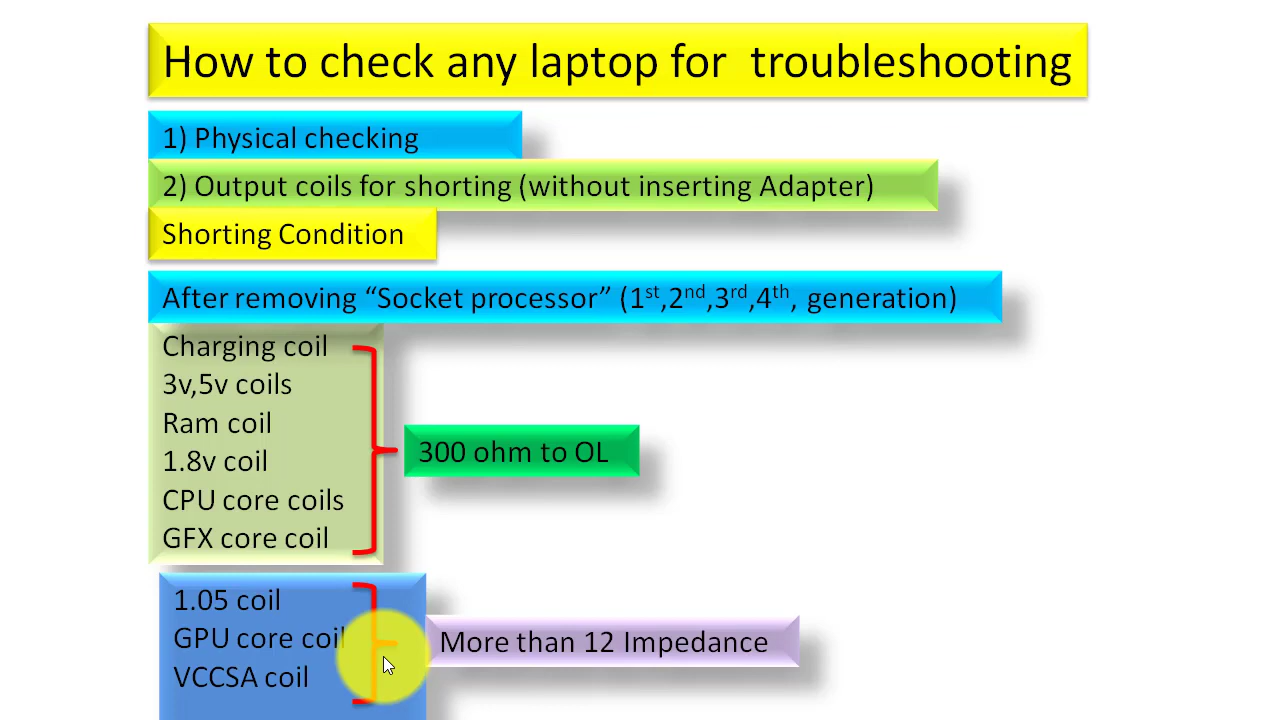 How to check any laptop for troubleshooting
1) Physical checking
2) Output coils for shorting (without inserting Adapter)
Shorting Condition
After removing “Socket processor” (1st,2nd,3rd,4th, generation)
Charging coil
3v,5v coils
Ram coil
1.8v coil
CPU core coils
GFX core coil
300 ohm to OL
1.05 coil
GPU core coil
VCCSA coil
More than 12 Impedance